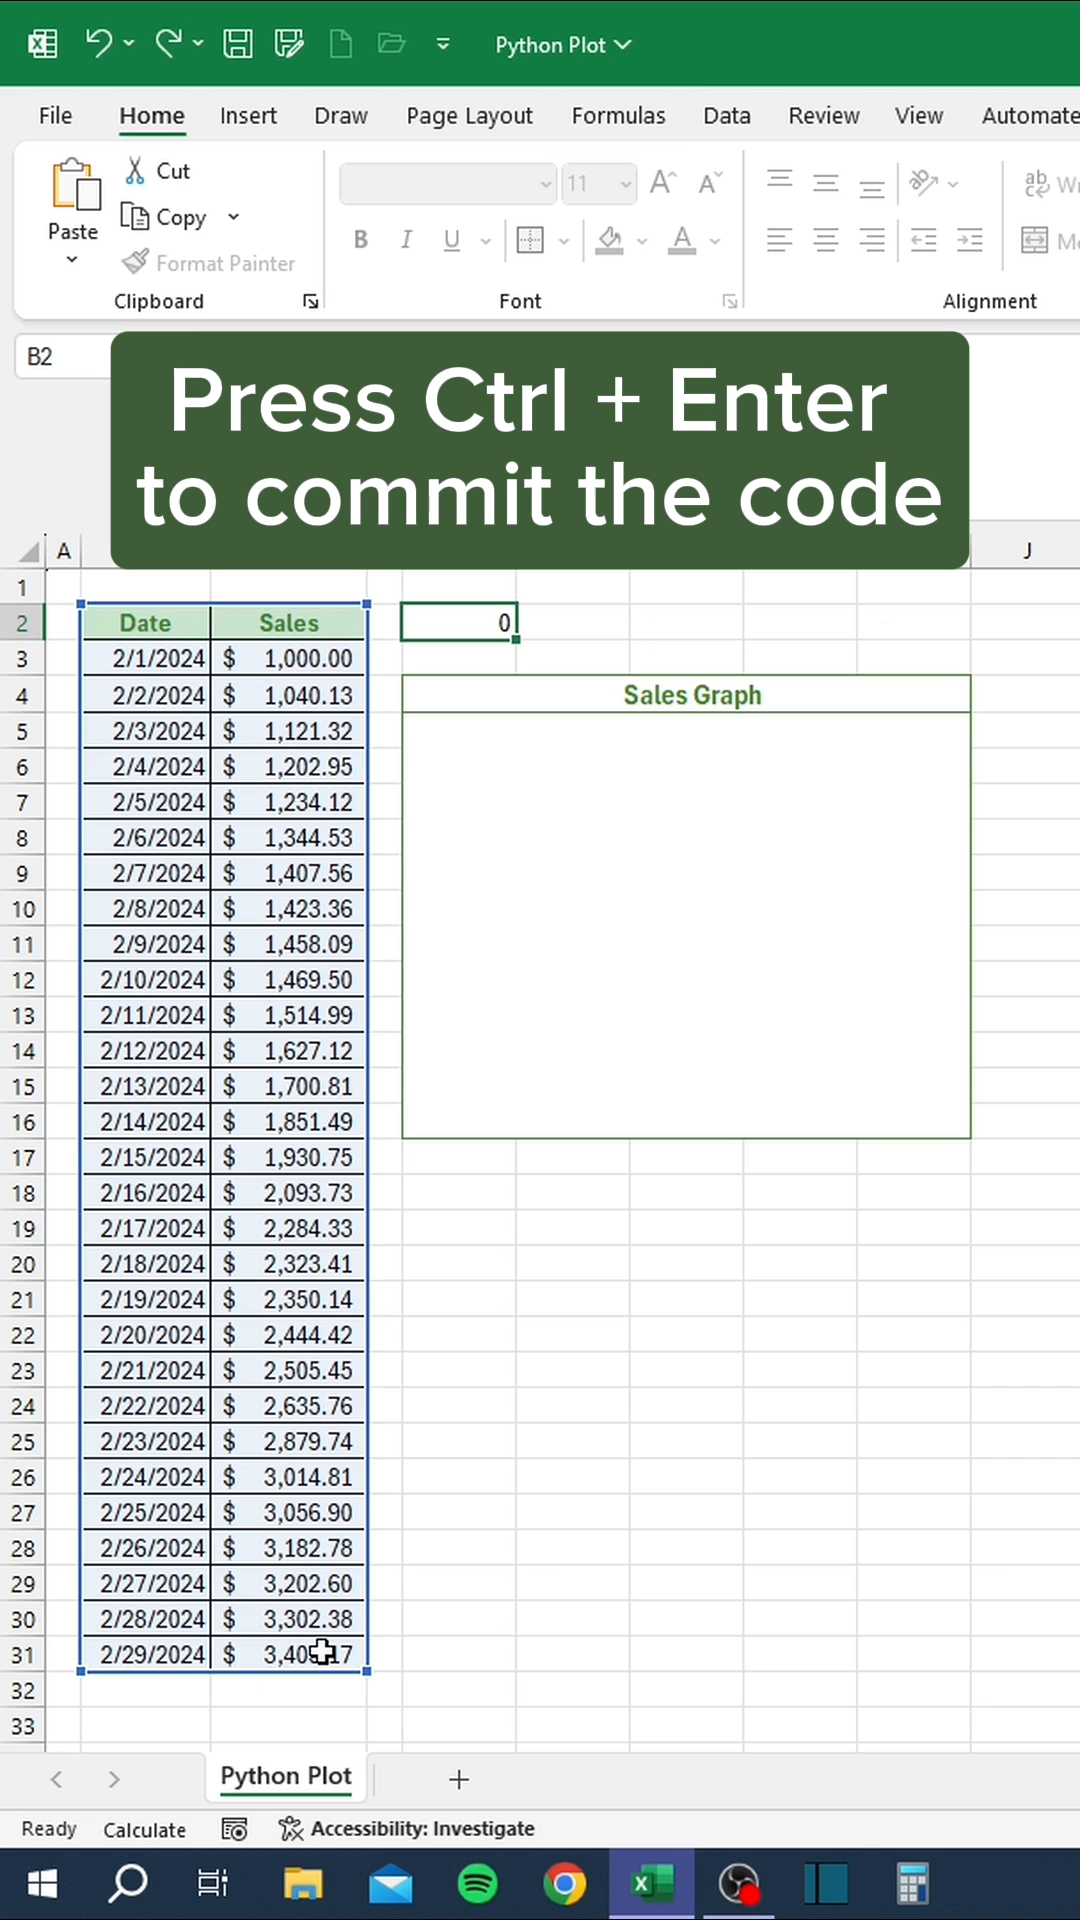 Python Plot
File Home Insert Draw Page Layout Formulas Data Review View Automate
Paste
Cut
Copy
Format Painter
Clipboard
11
B I U
Font
Alignment
B2
Press Ctrl + Enter
to commit the code
A J
1
2 Date Sales 0
3 2/1/2024 $ 1,000.00
4 2/2/2024 $ 1,040.13 Sales Graph
5 2/3/2024 $ 1,121.32
6 2/4/2024 $ 1,202.95
7 2/5/2024 $ 1,234.12
8 2/6/2024 $ 1,344.53
9 2/7/2024 $ 1,407.56
10 2/8/2024 $ 1,423.36
11 2/9/2024 $ 1,458.09
12 2/10/2024 $ 1,469.50
13 2/11/2024 $ 1,514.99
14 2/12/2024 $ 1,627.12
15 2/13/2024 $ 1,700.81
16 2/14/2024 $ 1,851.49
17 2/15/2024 $ 1,930.75
18 2/16/2024 $ 2,093.73
19 2/17/2024 $ 2,284.33
20 2/18/2024 $ 2,323.41
21 2/19/2024 $ 2,350.14
22 2/20/2024 $ 2,444.42
23 2/21/2024 $ 2,505.45
24 2/22/2024 $ 2,635.76
25 2/23/2024 $ 2,879.74
26 2/24/2024 $ 3,014.81
27 2/25/2024 $ 3,056.90
28 2/26/2024 $ 3,182.78
29 2/27/2024 $ 3,202.60
30 2/28/2024 $ 3,302.38
31 2/29/2024 $
32
33
Python Plot
Ready Calculate Accessibility: Investigate